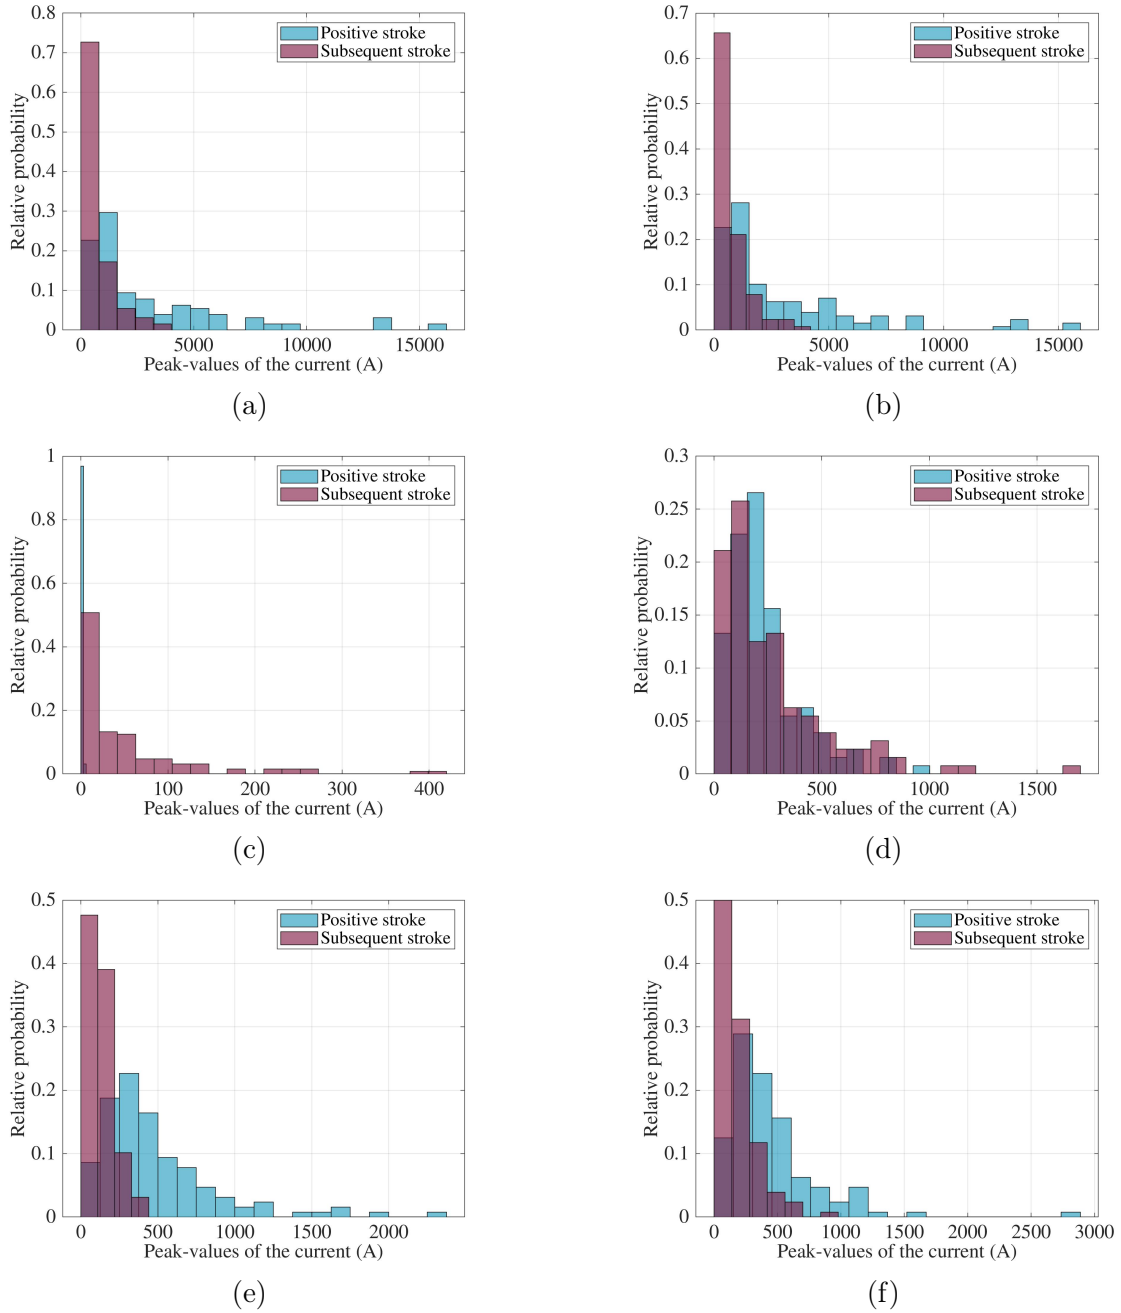 0.8
0.7
0.6
0.5
0.4
0.3
0.2
0.1
0
Relative probability
Positive stroke
Subsequent stroke
0 5000 10000 15000
Peak-values of the current (A)
(a)
0.7
0.6
0.5
0.4
0.3
0.2
0.1
0
Relative probability
Positive stroke
Subsequent stroke
0 5000 10000 15000
Peak-values of the current (A)
(b)
1
0.8
0.6
0.4
0.2
0
Relative probability
Positive stroke
Subsequent stroke
0 100 200 300 400
Peak-values of the current (A)
(c)
0.3
0.25
0.2
0.15
0.1
0.05
0
Relative probability
Positive stroke
Subsequent stroke
0 500 1000 1500
Peak-values of the current (A)
(d)
0.5
0.4
0.3
0.2
0.1
0
Relative probability
Positive stroke
Subsequent stroke
0 500 1000 1500 2000
Peak-values of the current (A)
(e)
0.5
0.4
0.3
0.2
0.1
0
Relative probability
Positive stroke
Subsequent stroke
0 500 1000 1500 2000 2500 3000
Peak-values of the current (A)
(f)